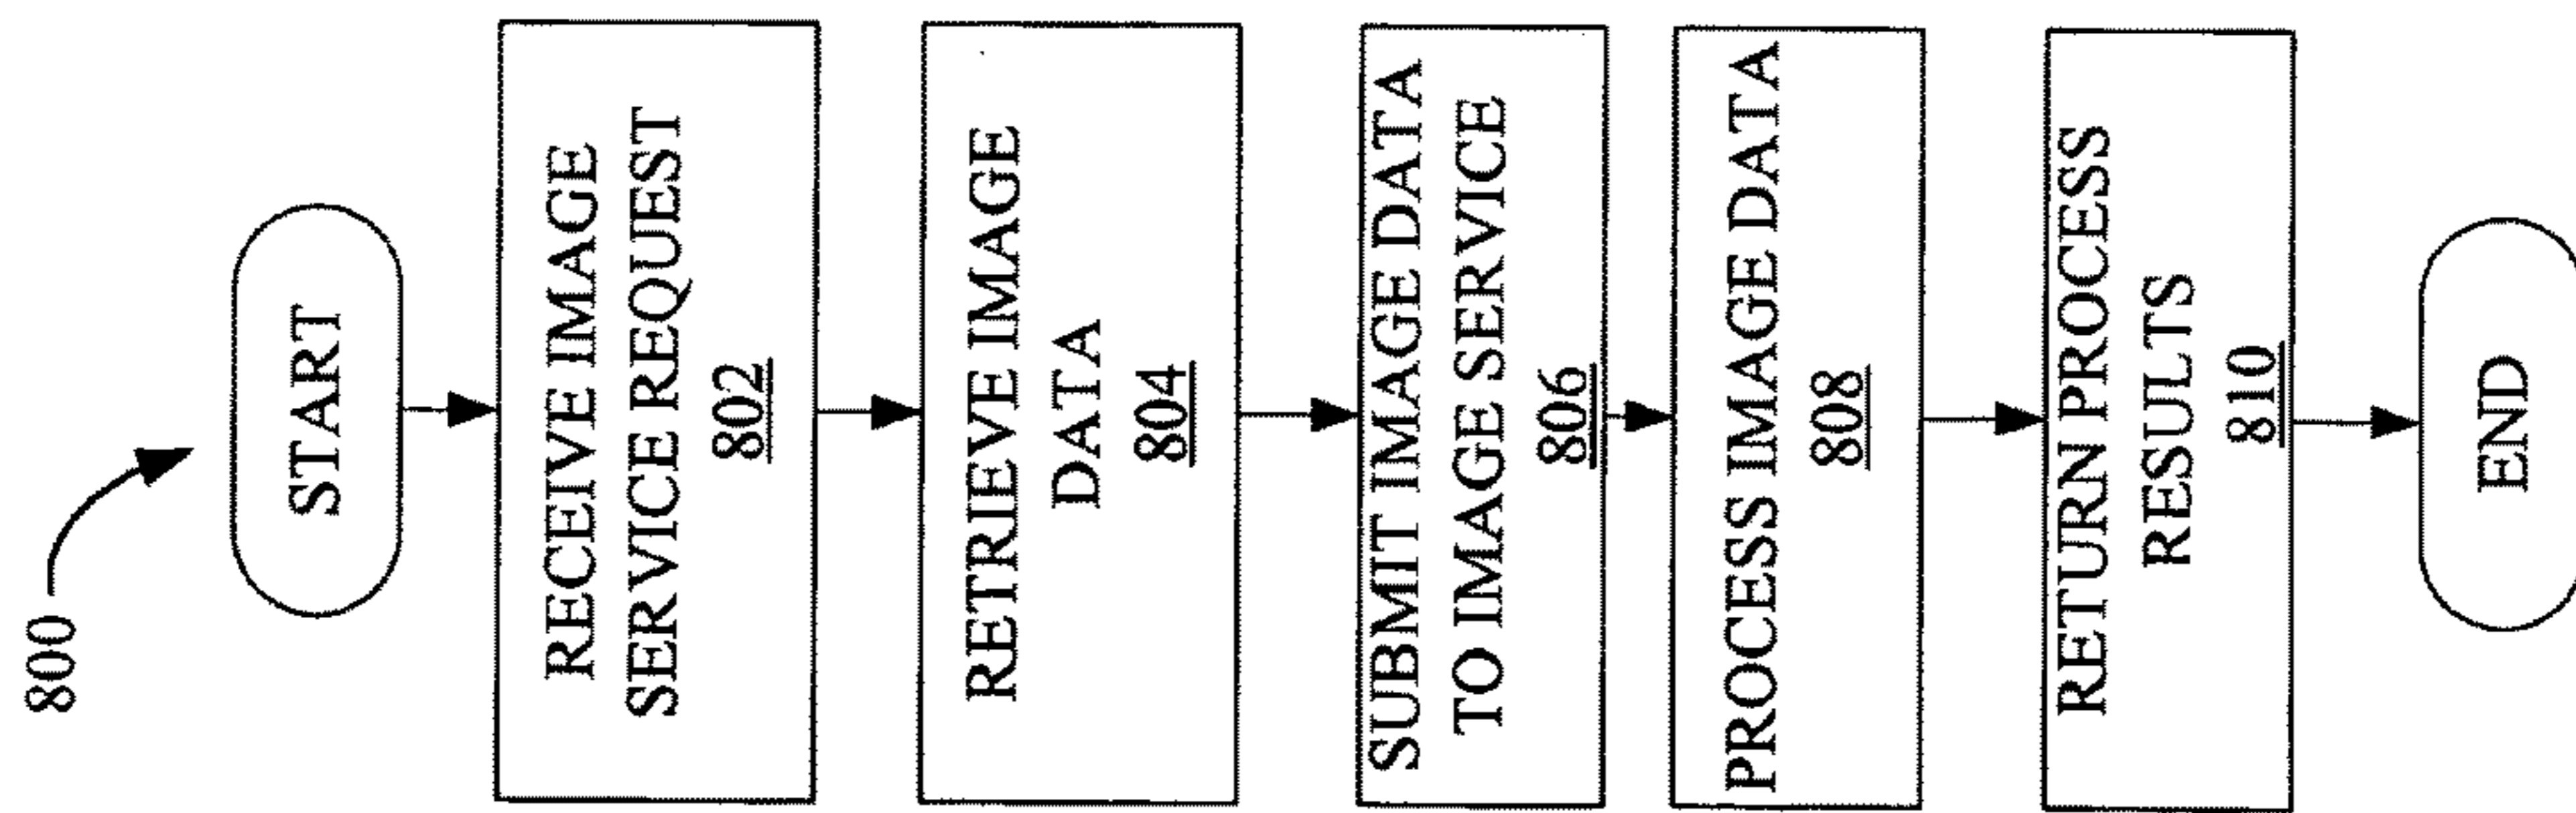 800
START
RECEIVE IMAGE
SERVICE REQUEST
802
RETRIEVE IMAGE
DATA
804
SUBMIT IMAGE DATA
TO IMAGE SERVICE
806
PROCESS IMAGE DATA
808
RETURN PROCESS
RESULTS
810
END